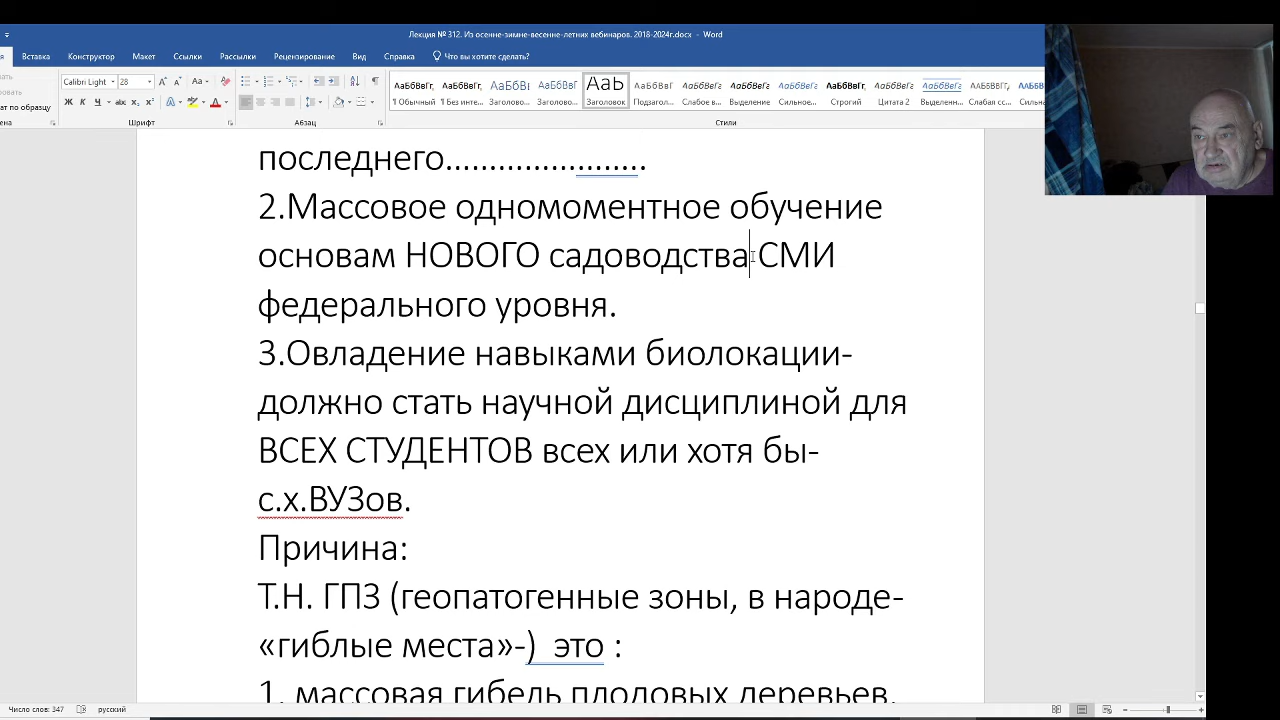 Лекция № 312. Из осенне-зимне-весенне-летних вебинаров. 2018-2024г.docx - Word
Вставка Конструктор Макет Ссылки Рассылки Рецензирование Вид Справка Что вы хотите сделать?
Calibri Light 28
ат по образцу
Шрифт Абзац Стили
¶ Обычный ¶ Без инте... Заголово... Заголово... Заголовок Подзагол... Слабое в... Выделение Сильное... Строгий Цитата 2 Выделенн... Слабая сс...
последнего.............................
2.Массовое одномоментное обучение
основам НОВОГО садоводства СМИ
федерального уровня.
3.Овладение навыками биолокации-
должно стать научной дисциплиной для
ВСЕХ СТУДЕНТОВ всех или хотя бы-
с.х.ВУЗов.
Причина:
Т.Н. ГПЗ (геопатогенные зоны, в народе-
«гиблые места»-) это :
1. массовая гибель плодовых деревьев.
Число слов: 347 русский